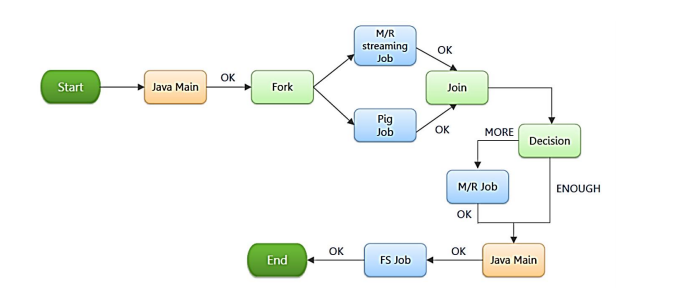 Start
Java Main
OK
Fork
M/R
streaming
Job
OK
Pig
Job
OK
Join
Decision
MORE
ENOUGH
M/R Job
OK
Java Main
OK
FS Job
OK
End